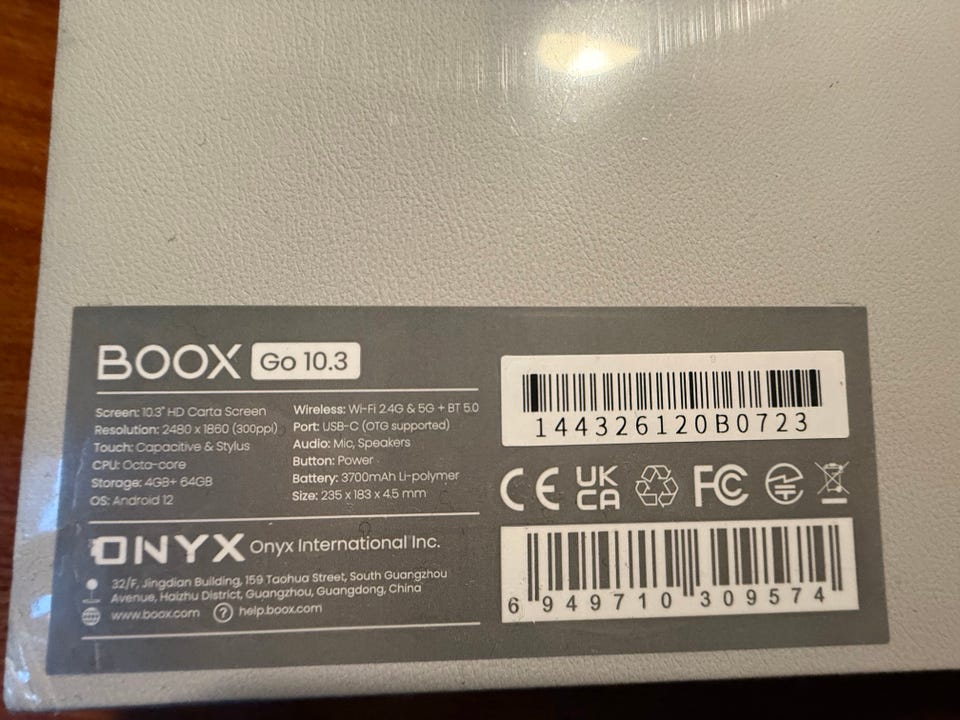 BOOX Go 10.3
Screen: 10.3" HD Carta Screen
Resolution: 2480 x 1860 (300ppi)
Touch: Capacitive & Stylus
CPU: Octa-core
Storage: 4GB+ 64GB
OS: Android 12
Wireless: Wi-Fi 2.4G & 5G + BT 5.0
Port: USB-C (OTG supported)
Audio: Mic, Speakers
Button: Power
Battery: 3700mAh Li-polymer
Size: 235 x 183 x 4.5 mm
ONYX Onyx International Inc.
32/F, Jingdian Building, 159 Taohua Street, South Guangzhou
Avenue, Haizhu District, Guangzhou, Guangdong, China
www.boox.com ? help.boox.com
144326120B0723
CE UK CA FC
6 949710 309574